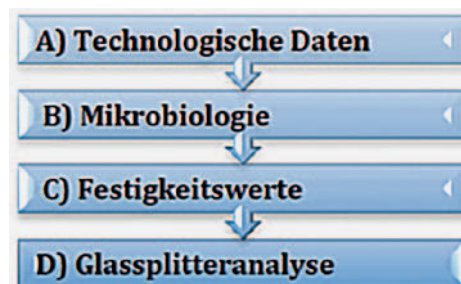 A) Technologische Daten
B) Mikrobiologie
C) Festigkeitswerte
D) Glassplitteranalyse